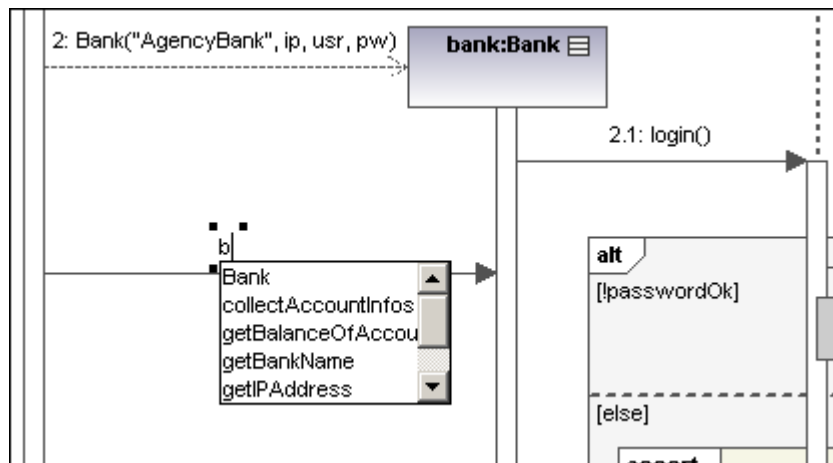 2: Bank("AgencyBank", ip, usr, pw)
bank:Bank
2.1: login()
b
Bank
collectAccountInfos
getBalanceOfAccou
getBankName
getIPAddress
alt
[!passwordOk]
[else]